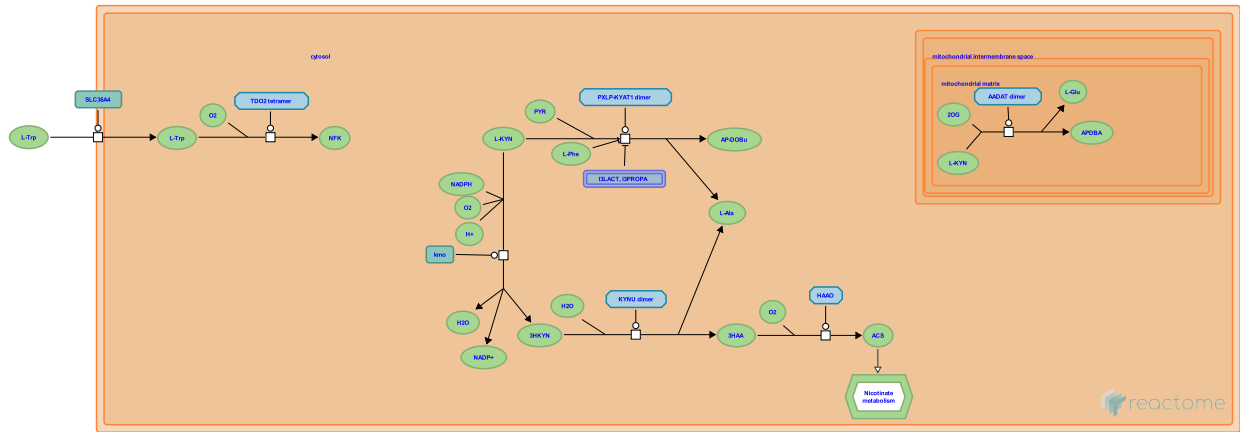 cytosol
mitochondrial intermembrane space
mitochondrial matrix
SLC36A4
L-Trp
L-Trp
O2
TDO2 tetramer
NFK
PYR
PXLP-KYAT1 dimer
L-KYN
L-Phe
AP-DOBu
I3LACT, I3PROPA
L-Ala
NADPH
O2
H+
kmo
H2O
NADP+
3HKYN
H2O
KYNU dimer
3HAA
O2
HAAO
ACS
Nicotinate
metabolism
AADAT dimer
L-Glu
2OG
APDBA
L-KYN
reactome